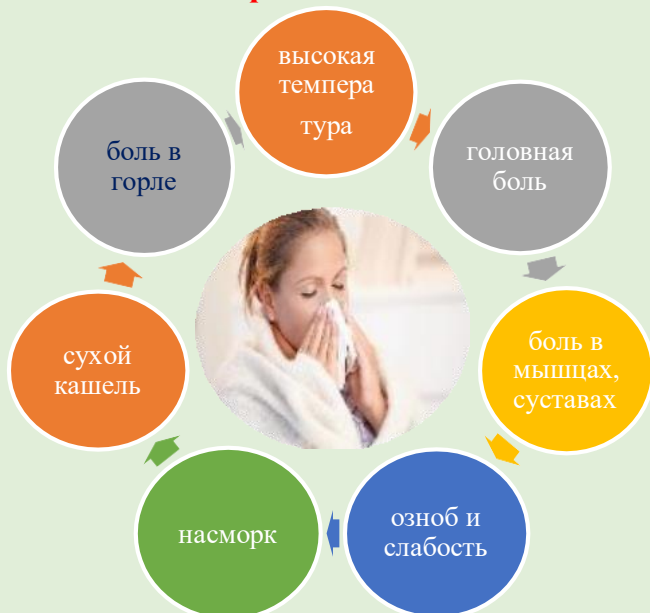 высокая
темпера
тура
головная
боль
боль в
мышцах,
суставах
озноб и
слабость
насморк
сухой
кашель
боль в
горле